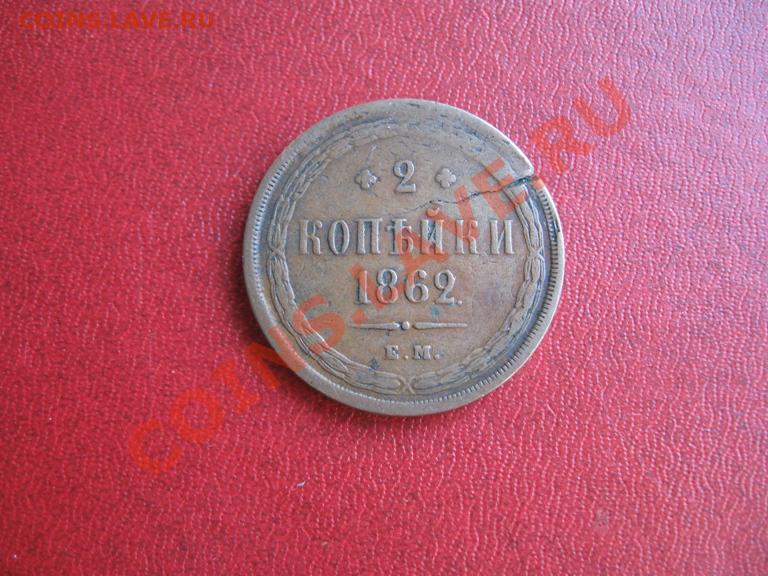 COINS.LAVE.RU
2
КОПѢЙКИ
1862.
Е.М.
COINS.LAVE.RU